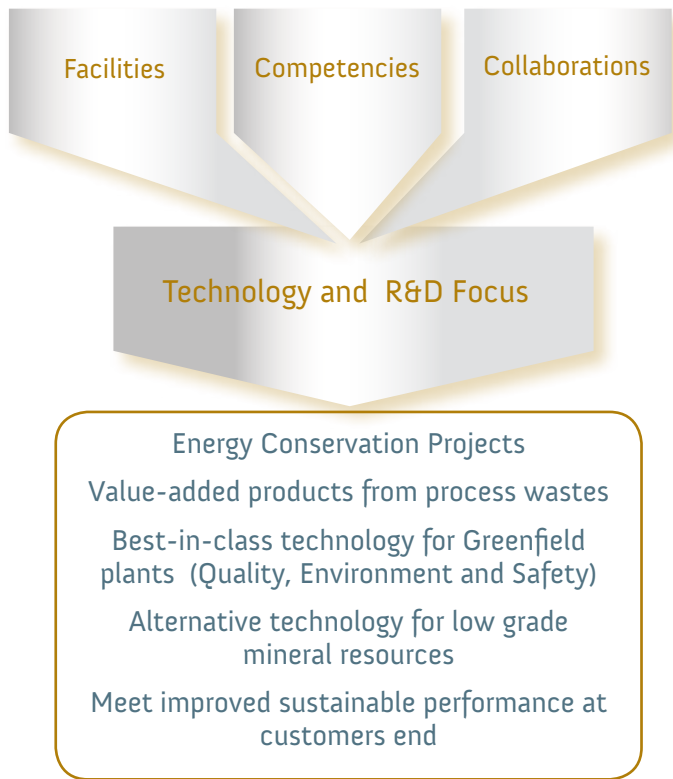 Facilities
Competencies
Collaborations
Technology and R&D Focus
Energy Conservation Projects
Value-added products from process wastes
Best-in-class technology for Greenfield
plants (Quality, Environment and Safety)
Alternative technology for low grade
mineral resources
Meet improved sustainable performance at
customers end